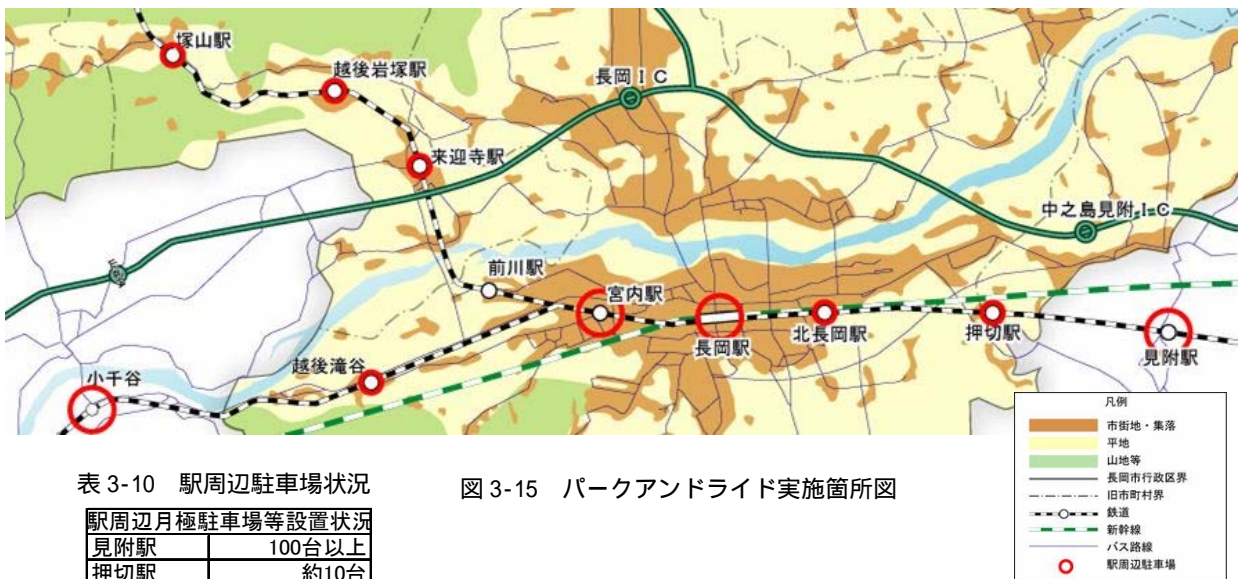 塚山駅
越後岩塚駅
長岡IC
来迎寺駅
中之島見附IC
前川駅
宮内駅
長岡駅
北長岡駅
押切駅
見附駅
越後滝谷
小千谷
凡例
市街地・集落
平地
山地等
長岡市行政区界
旧市町村界
鉄道
新幹線
バス路線
駅周辺駐車場
表 3-10 駅周辺駐車場状況
図 3-15 パークアンドライド実施箇所図
駅周辺月極駐車場等設置状況
見附駅 100台以上
押切駅 約10台